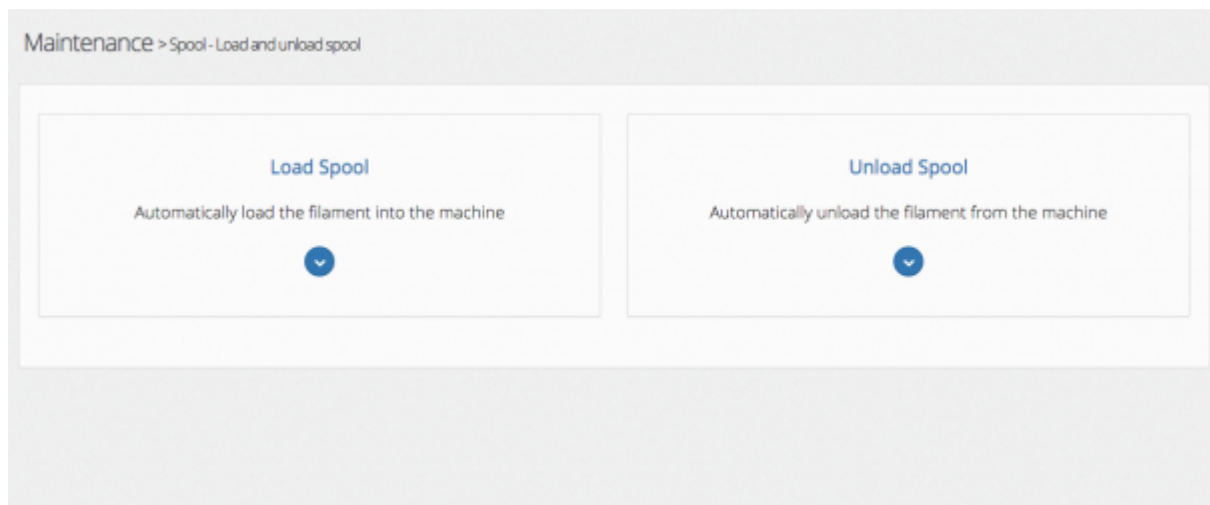 Maintenance > Spool - Load and unload spool
Load Spool
Automatically load the filament into the machine
Unload Spool
Automatically unload the filament from the machine